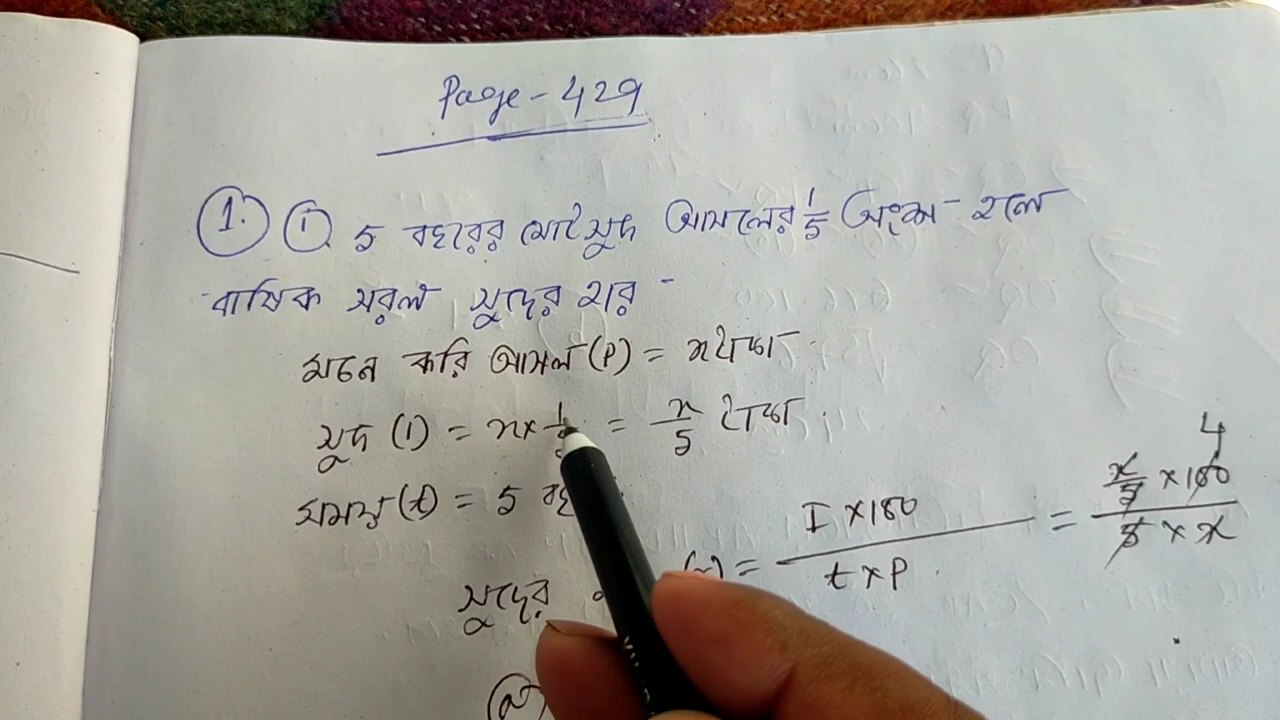 Page - 429
1. i 5 বছরের মোট সুদ আসলের 1/5 অংশ হলে
বার্ষিক সরল সুদের হার -
মনে করি আসল (P) = x টাকা
সুদ (I) = x × 1/5 = x/5 টাকা
সময় (t) = 5
সুদের (r) = I × 100 / t × P = x/5 × 100 / 5 × x 4